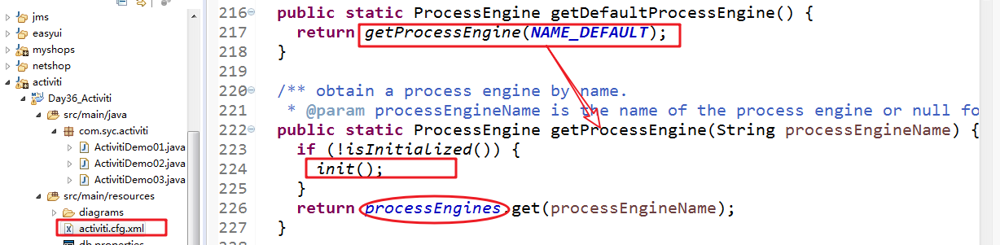 jms
easyui
myshops
netshop
activiti
Day36_Activiti
src/main/java
com.syc.activiti
ActivitiDemo01.java
ActivitiDemo02.java
ActivitiDemo03.java
src/main/resources
diagrams
activiti.cfg.xml
db.properties
216 public static ProcessEngine getDefaultProcessEngine() {
217 return getProcessEngine(NAME_DEFAULT);
218 }
219
220 /** obtain a process engine by name.
221 * @param processEngineName is the name of the process engine or null fo
222 public static ProcessEngine getProcessEngine(String processEngineName) {
223 if (!isInitialized()) {
224 init();
225 }
226 return processEngines.get(processEngineName);
227 }
228